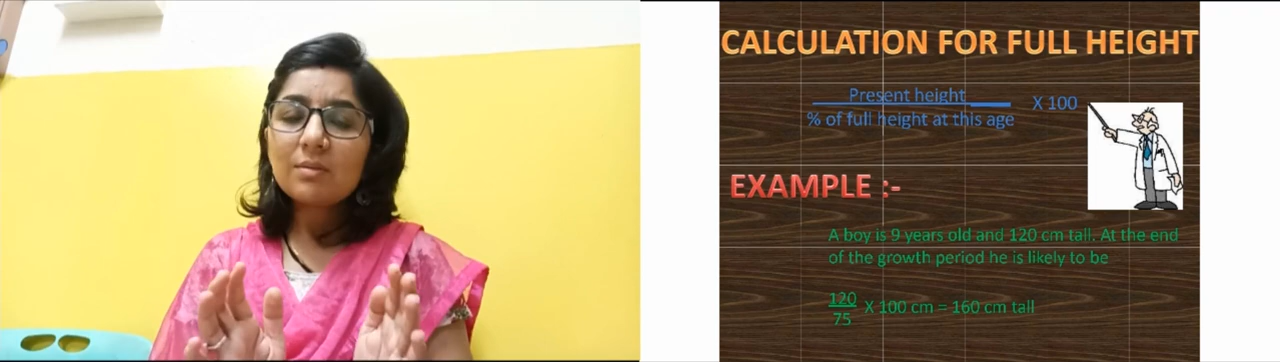 CALCULATION FOR FULL HEIGHT
Present height
% of full height at this age
X 100
EXAMPLE :-
A boy is 9 years old and 120 cm tall. At the end
of the growth period he is likely to be
120
75
X 100 cm = 160 cm tall